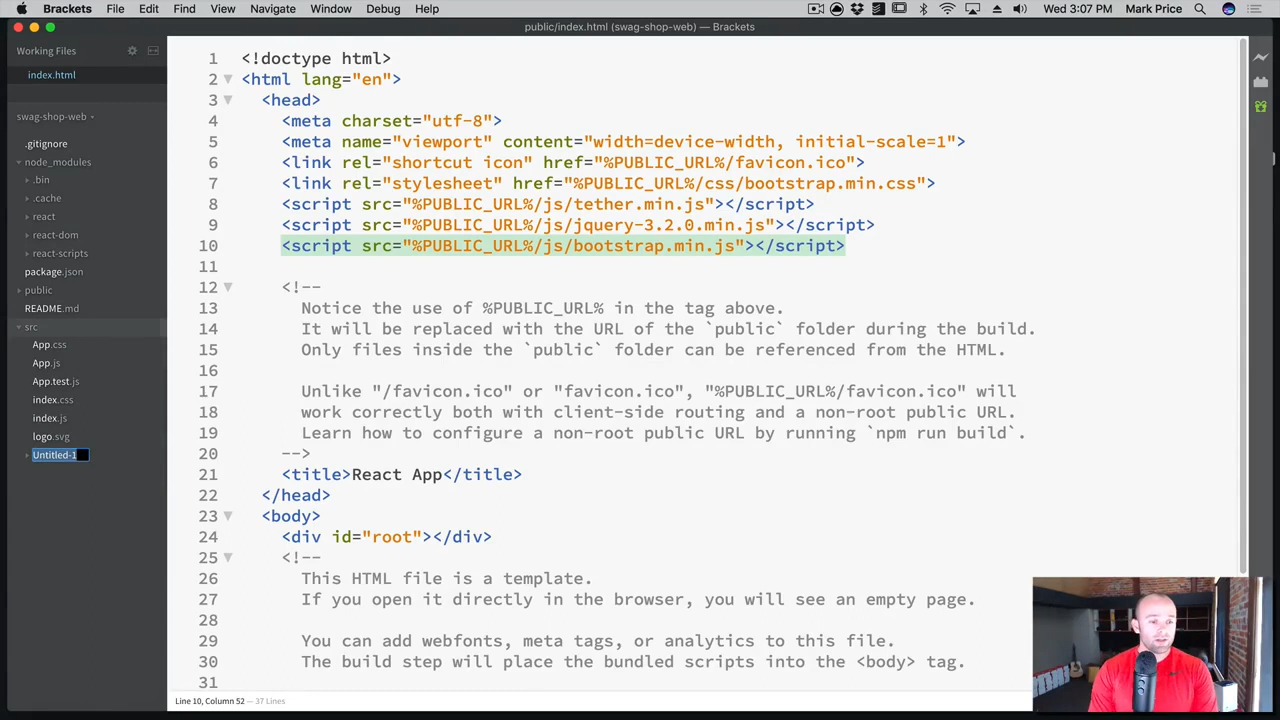 Brackets File Edit Find View Navigate Window Debug Help Wed 3:07 PM Mark Price
public/index.html (swag-shop-web) — Brackets
Working Files
index.html
swag-shop-web
.gitignore
node_modules
.bin
.cache
react
react-dom
react-scripts
package.json
public
README.md
src
App.css
App.js
App.test.js
index.css
index.js
logo.svg
Untitled-1
1 <!doctype html>
2 <html lang="en">
3 <head>
4 <meta charset="utf-8">
5 <meta name="viewport" content="width=device-width, initial-scale=1">
6 <link rel="shortcut icon" href="%PUBLIC_URL%/favicon.ico">
7 <link rel="stylesheet" href="%PUBLIC_URL%/css/bootstrap.min.css">
8 <script src="%PUBLIC_URL%/js/tether.min.js"></script>
9 <script src="%PUBLIC_URL%/js/jquery-3.2.0.min.js"></script>
10 <script src="%PUBLIC_URL%/js/bootstrap.min.js"></script>
11
12 <!--
13 Notice the use of %PUBLIC_URL% in the tag above.
14 It will be replaced with the URL of the `public` folder during the build.
15 Only files inside the `public` folder can be referenced from the HTML.
16
17 Unlike "/favicon.ico" or "favicon.ico", "%PUBLIC_URL%/favicon.ico" will
18 work correctly both with client-side routing and a non-root public URL.
19 Learn how to configure a non-root public URL by running `npm run build`.
20 -->
21 <title>React App</title>
22 </head>
23 <body>
24 <div id="root"></div>
25 <!--
26 This HTML file is a template.
27 If you open it directly in the browser, you will see an empty page.
28
29 You can add webfonts, meta tags, or analytics to this file.
30 The build step will place the bundled scripts into the <body> tag.
31
Line 10, Column 52 — 37 Lines